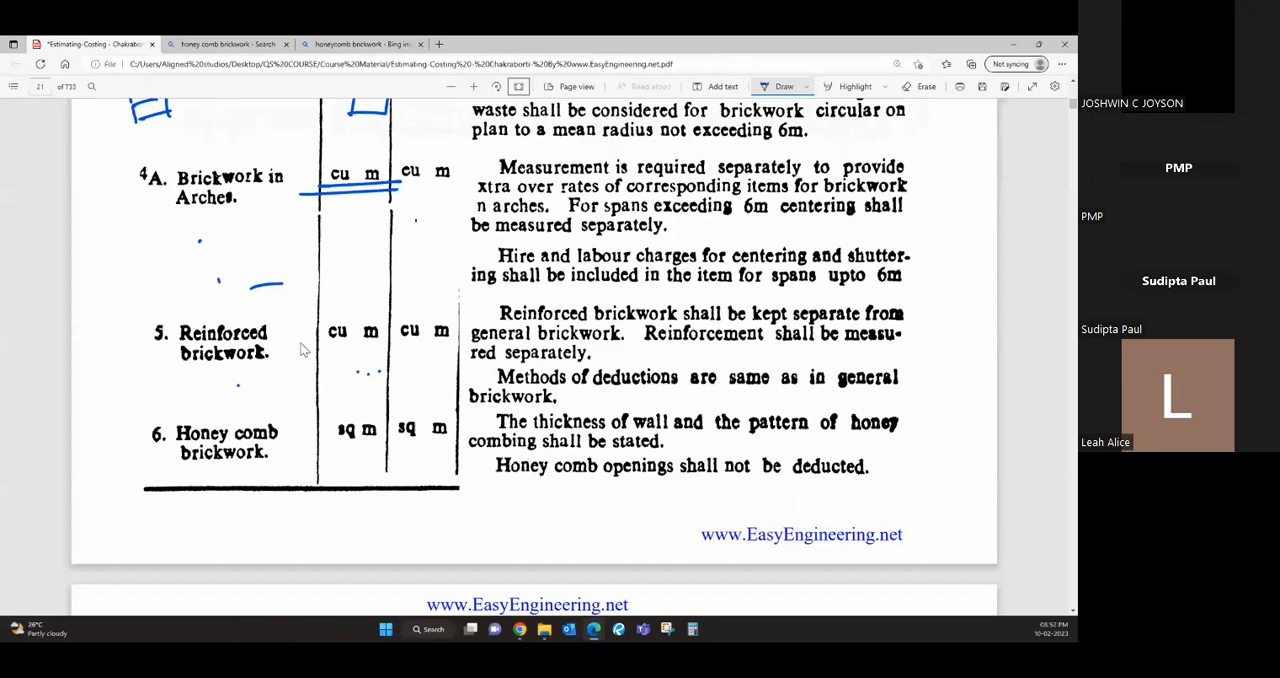 *Estimating-Costing - Chakrabor
honey comb brickwork - Search
honeycomb brickwork - Bing im
C:/Users/Aligned%20studios/Desktop/QS%20COURSE/Course%20Material/Estimating-Costing%20-%20Chakraborti%20-%20By%20www.EasyEngineering.net.pdf
Not syncing
21 of 733
Page view
Read aloud
Add text
Draw
Highlight
Erase
waste shall be considered for brickwork circular on
plan to a mean radius not exceeding 6m.
4A. Brickwork in Arches.
cu m
cu m
Measurement is required separately to provide
xtra over rates of corresponding items for brickwork
n arches. For spans exceeding 6m centering shall
be measured separately.
Hire and labour charges for centering and shutter-
ing shall be included in the item for spans upto 6m
5. Reinforced brickwork.
cu m
cu m
Reinforced brickwork shall be kept separate from
general brickwork. Reinforcement shall be measu-
red separately.
Methods of deductions are same as in general
brickwork.
6. Honey comb brickwork.
sq m
sq m
The thickness of wall and the pattern of honey
combing shall be stated.
Honey comb openings shall not be deducted.
www.EasyEngineering.net
www.EasyEngineering.net
26°C
Partly cloudy
Search
08:52 PM
10-02-2023
JOSHWIN C JOYSON
PMP
PMP
Sudipta Paul
Sudipta Paul
L
Leah Alice